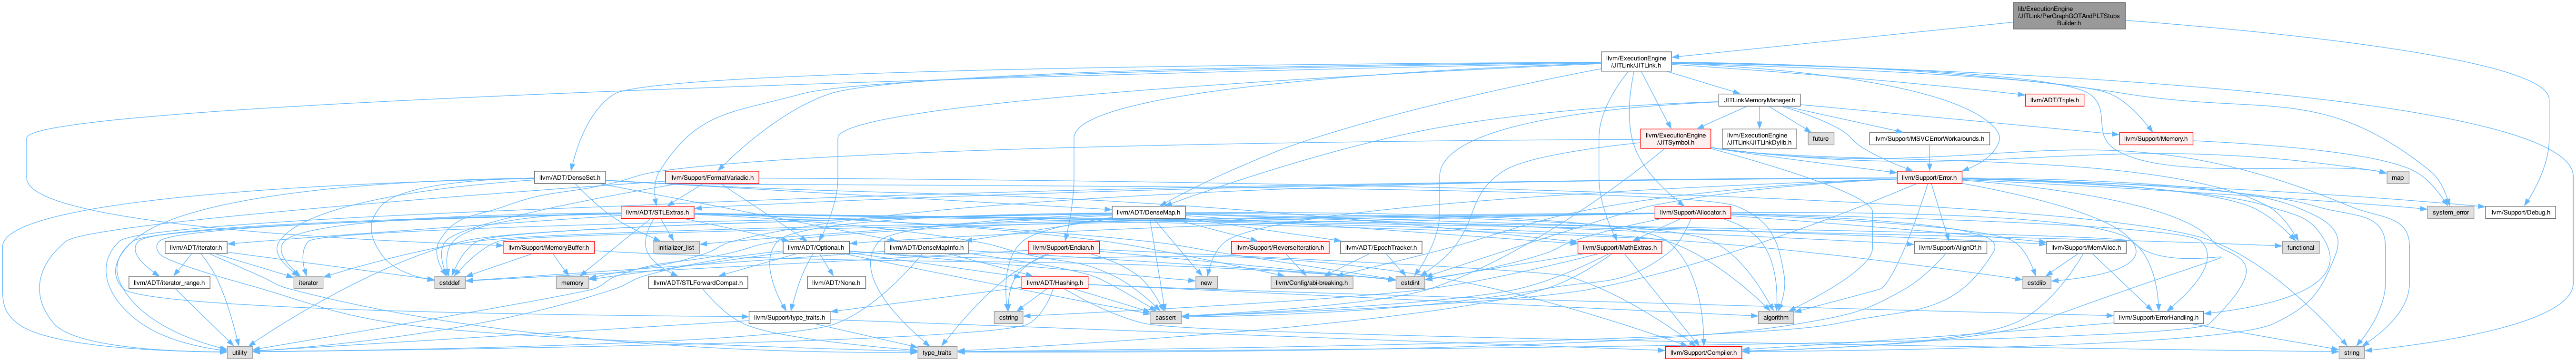 lib/ExecutionEngine
/JITLink/PerGraphGOTAndPLTStubs
Builder.h
llvm/ExecutionEngine
/JITLink/JITLink.h
JITLinkMemoryManager.h
llvm/ADT/Triple.h
llvm/ExecutionEngine
/JITSymbol.h
llvm/ExecutionEngine
/JITLink/JITLinkDylib.h
future
llvm/Support/MSVCErrorWorkarounds.h
llvm/Support/Memory.h
llvm/ADT/DenseSet.h
llvm/Support/FormatVariadic.h
llvm/Support/Error.h
map
llvm/ADT/STLExtras.h
llvm/ADT/DenseMap.h
llvm/Support/Allocator.h
system_error
llvm/Support/Debug.h
llvm/ADT/iterator.h
llvm/Support/MemoryBuffer.h
initializer_list
llvm/ADT/Optional.h
llvm/ADT/DenseMapInfo.h
llvm/Support/Endian.h
llvm/Support/ReverseIteration.h
llvm/ADT/EpochTracker.h
llvm/Support/MathExtras.h
llvm/Support/AlignOf.h
llvm/Support/MemAlloc.h
functional
llvm/ADT/iterator_range.h
iterator
cstddef
memory
llvm/ADT/STLForwardCompat.h
llvm/ADT/None.h
llvm/ADT/Hashing.h
new
llvm/Config/abi-breaking.h
cstdint
cstdlib
llvm/Support/type_traits.h
cstring
cassert
algorithm
llvm/Support/ErrorHandling.h
utility
type_traits
llvm/Support/Compiler.h
string